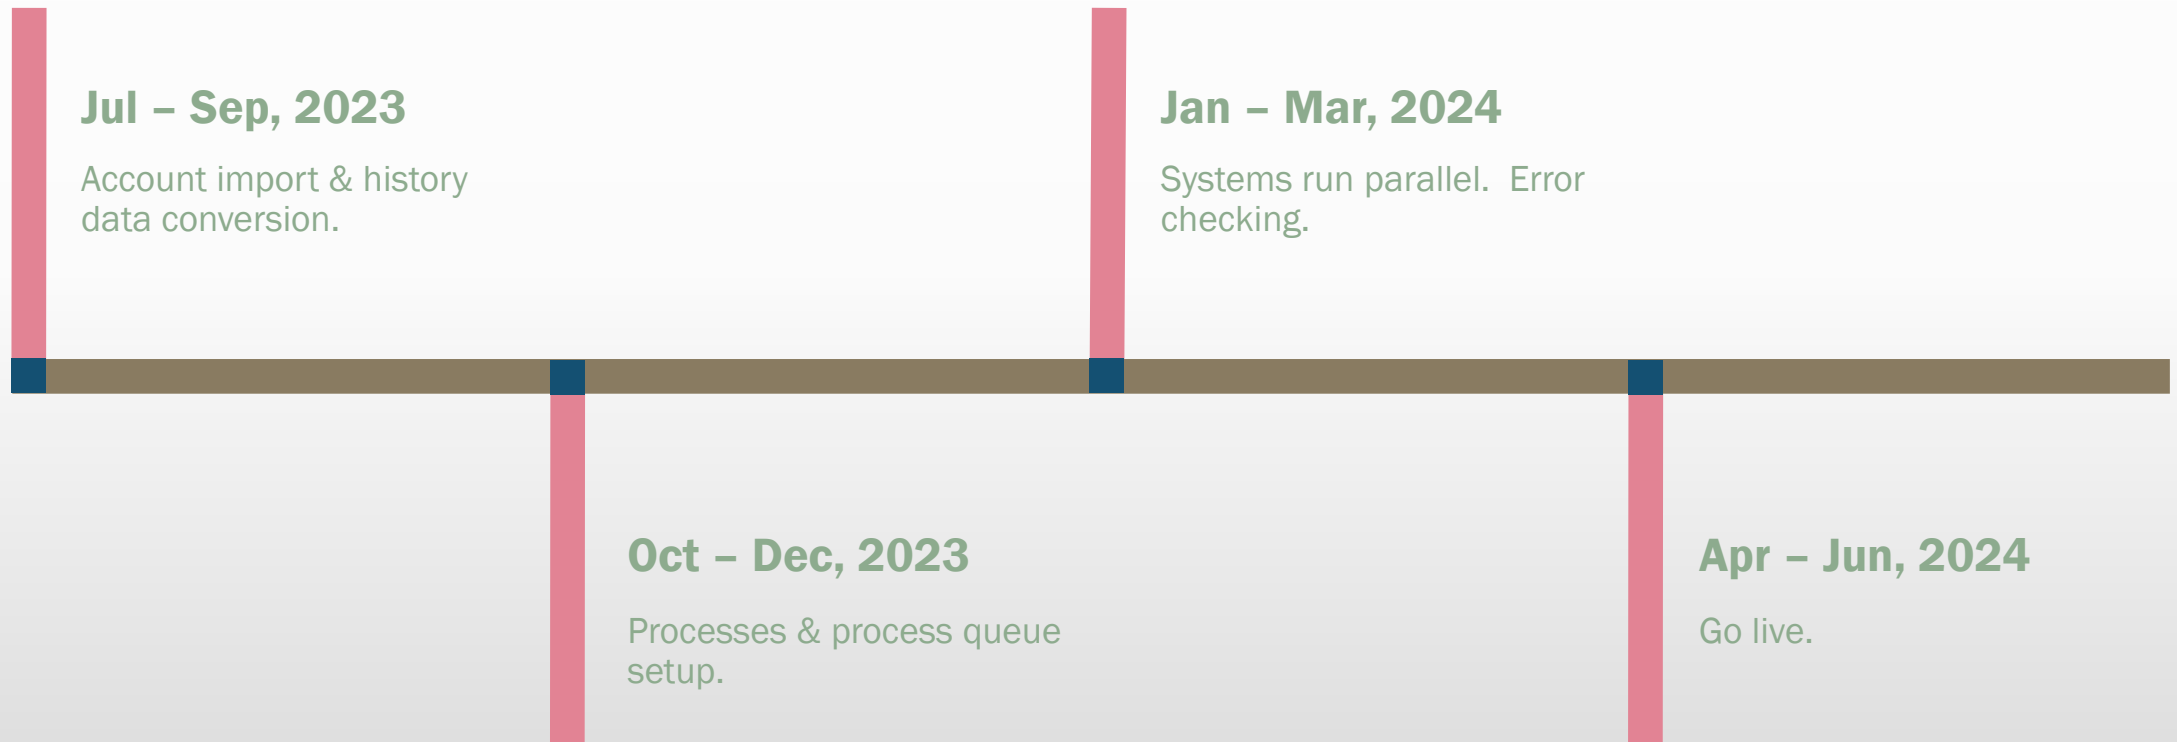 Jul – Sep, 2023
Account import & history
data conversion.
Oct – Dec, 2023
Processes & process queue
setup.
Jan – Mar, 2024
Systems run parallel.  Error
checking.
Apr – Jun, 2024
Go live.